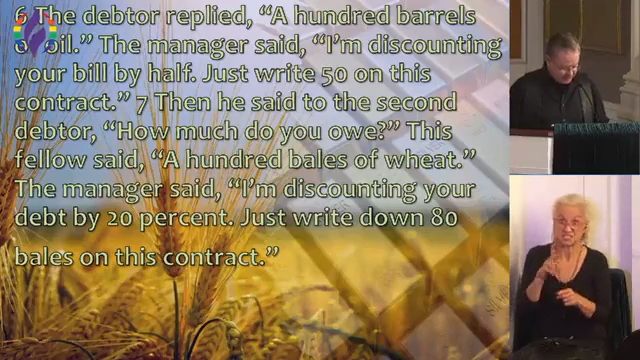 6 The debtor replied, “A hundred barrels
of oil.” The manager said, “I’m discounting
your bill by half. Just write 50 on this
contract.” 7 Then he said to the second
debtor, “How much do you owe?” This
fellow said, “A hundred bales of wheat.”
The manager said, “I’m discounting your
debt by 20 percent. Just write down 80
bales on this contract.”